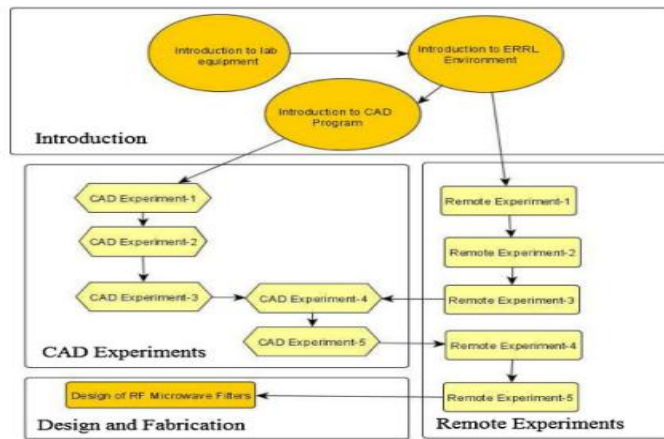 Introduction to lab
equipment
Introduction to ERRL
Environment
Introduction to CAD
Program
Introduction
CAD Experiment-1
CAD Experiment-2
CAD Experiment-3
CAD Experiment-4
CAD Experiment-5
CAD Experiments
Remote Experiment-1
Remote Experiment-2
Remote Experiment-3
Remote Experiment-4
Remote Experiment-5
Remote Experiments
Design of RF Microwave Filters
Design and Fabrication